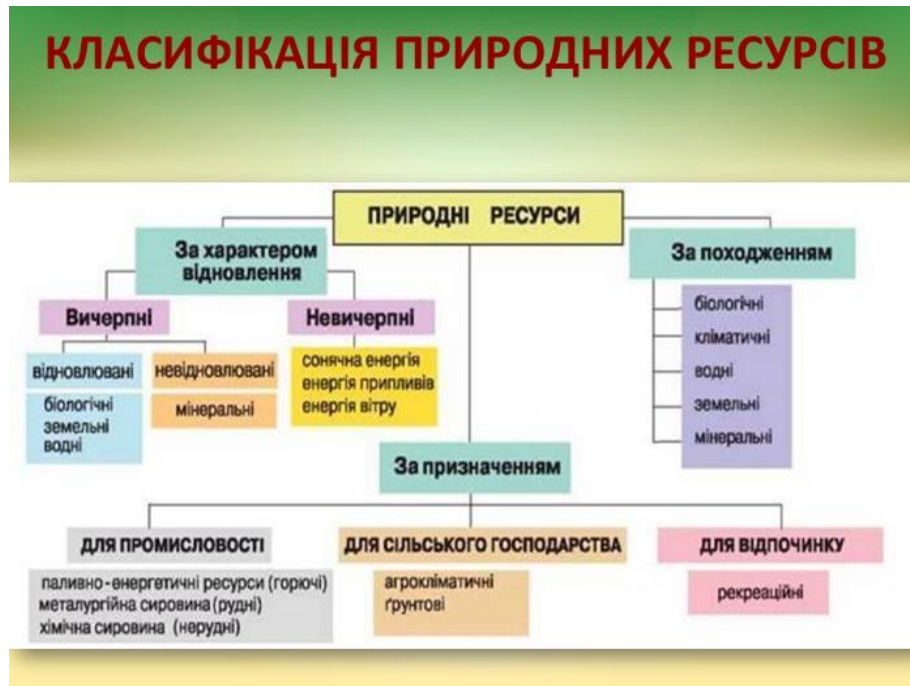 КЛАСИФІКАЦІЯ ПРИРОДНИХ РЕСУРСІВ
ПРИРОДНІ РЕСУРСИ
За характером
відновлення
Вичерпні
відновлювані
біологічні
земельні
водні
невідновлювані
мінеральні
Невичерпні
сонячна енергія
енергія припливів
енергія вітру
За походженням
біологічні
кліматичні
водні
земельні
мінеральні
За призначенням
ДЛЯ ПРОМИСЛОВОСТІ
паливно-енергетичні ресурси (горючі)
металургійна сировина (рудні)
хімічна сировина (нерудні)
ДЛЯ СІЛЬСЬКОГО ГОСПОДАРСТВА
агрокліматичні
ґрунтові
ДЛЯ ВІДПОЧИНКУ
рекреаційні